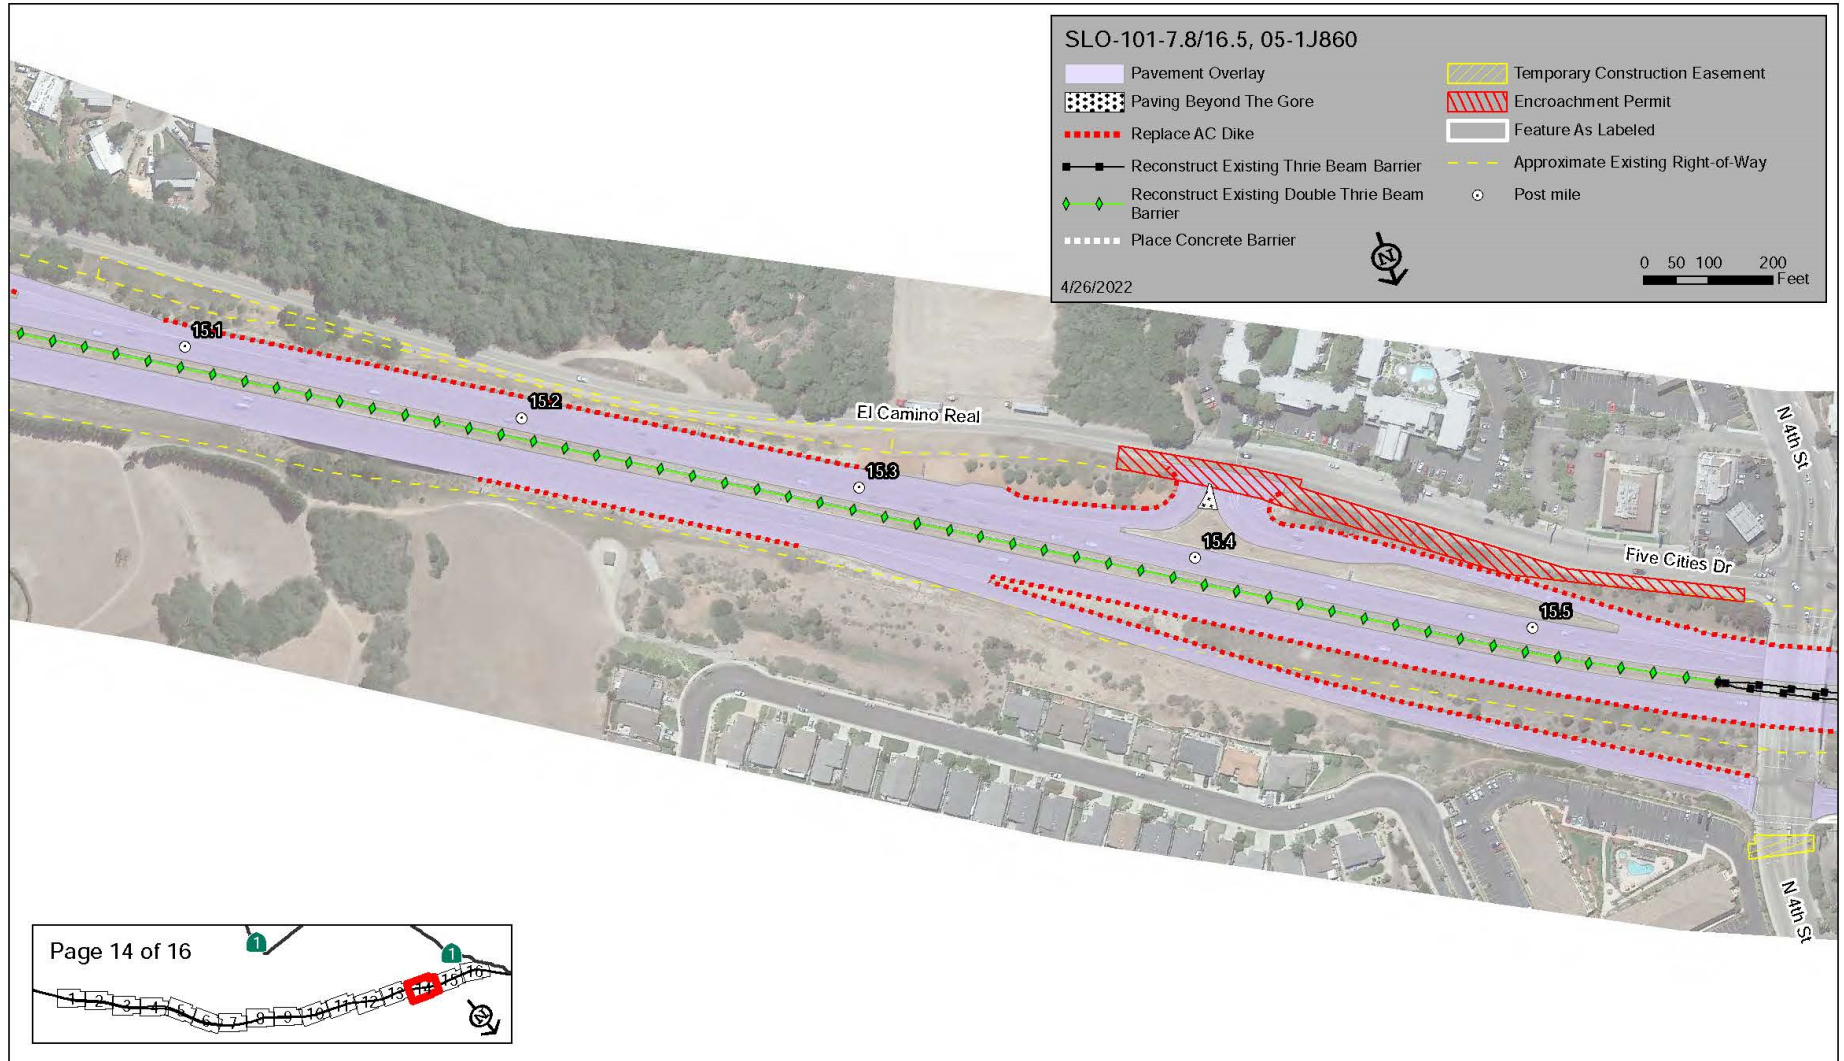 SLO-101-7.8/16.5, 05-1J860
Pavement Overlay
Paving Beyond The Gore
Replace AC Dike
Reconstruct Existing Thrie Beam Barrier
Reconstruct Existing Double Thrie Beam
Barrier
Place Concrete Barrier
Temporary Construction Easement
Encroachment Permit
Feature As Labeled
Approximate Existing Right-of-Way
Post mile
N
0 50 100 200
Feet
4/26/2022
15.1
15.2
15.3
El Camino Real
15.4
15.5
Five Cities Dr
N 4th St
N 4th St
Page 14 of 16
1
1
1 2 3 4 5 6 7 8 9 10 11 12 13 14 15 16
N